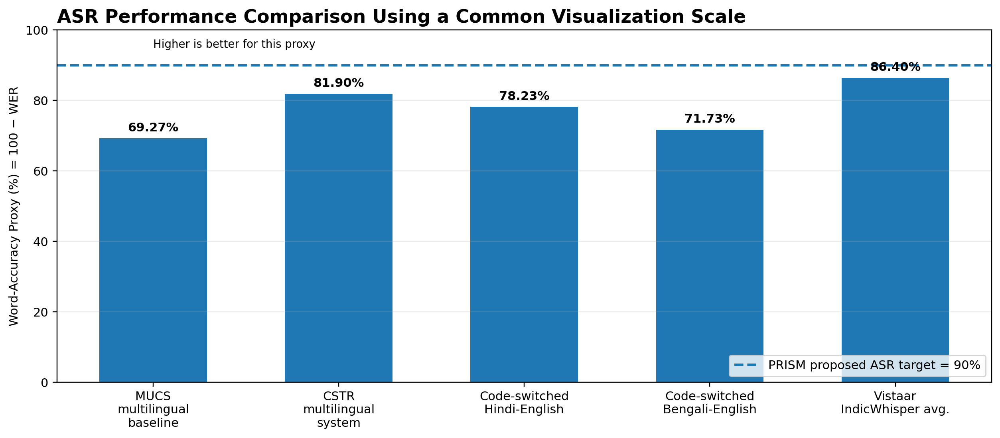 ASR Performance Comparison Using a Common Visualization Scale
Word-Accuracy Proxy (%) = 100 − WER
100
80
60
40
20
0
Higher is better for this proxy
69.27%
81.90%
78.23%
71.73%
86.40%
PRISM proposed ASR target = 90%
MUCS
multilingual
baseline
CSTR
multilingual
system
Code-switched
Hindi-English
Code-switched
Bengali-English
Vistaar
IndicWhisper avg.